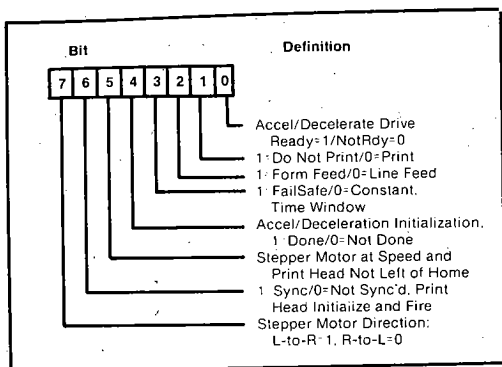 Bit Definition
7 6 5 4 3 2 1 0
Accel/Decelerate Drive
Ready=1/NotRdy=0
1=Do Not Print/0=Print
1=Form Feed/0=Line Feed
1=FailSafe/0=Constant.
Time Window
Accel/Deceleration Initialization.
1=Done/0=Not Done
Stepper Motor at Speed and
Print Head Not Left of Home
1=Sync/0=Not Sync'd, Print
Head Initialize and Fire
Stepper Motor Direction:
L-to-R=1, R-to-L=0